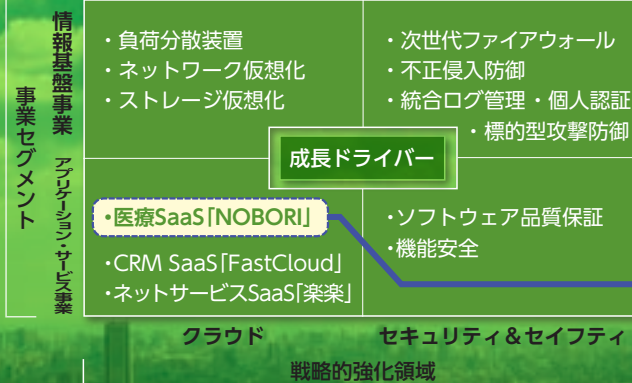 事業セグメント
情報基盤事業
アプリケーション・サービス事業
・負荷分散装置
・ネットワーク仮想化
・ストレージ仮想化
・次世代ファイアウォール
・不正侵入防御
・統合ログ管理・個人認証
・標的型攻撃防御
成長ドライバー
・医療SaaS「NOBORI」
・CRM SaaS「FastCloud」
・ネットサービスSaaS「楽楽」
・ソフトウェア品質保証
・機能安全
クラウド
セキュリティ&セイフティ
戦略的強化領域